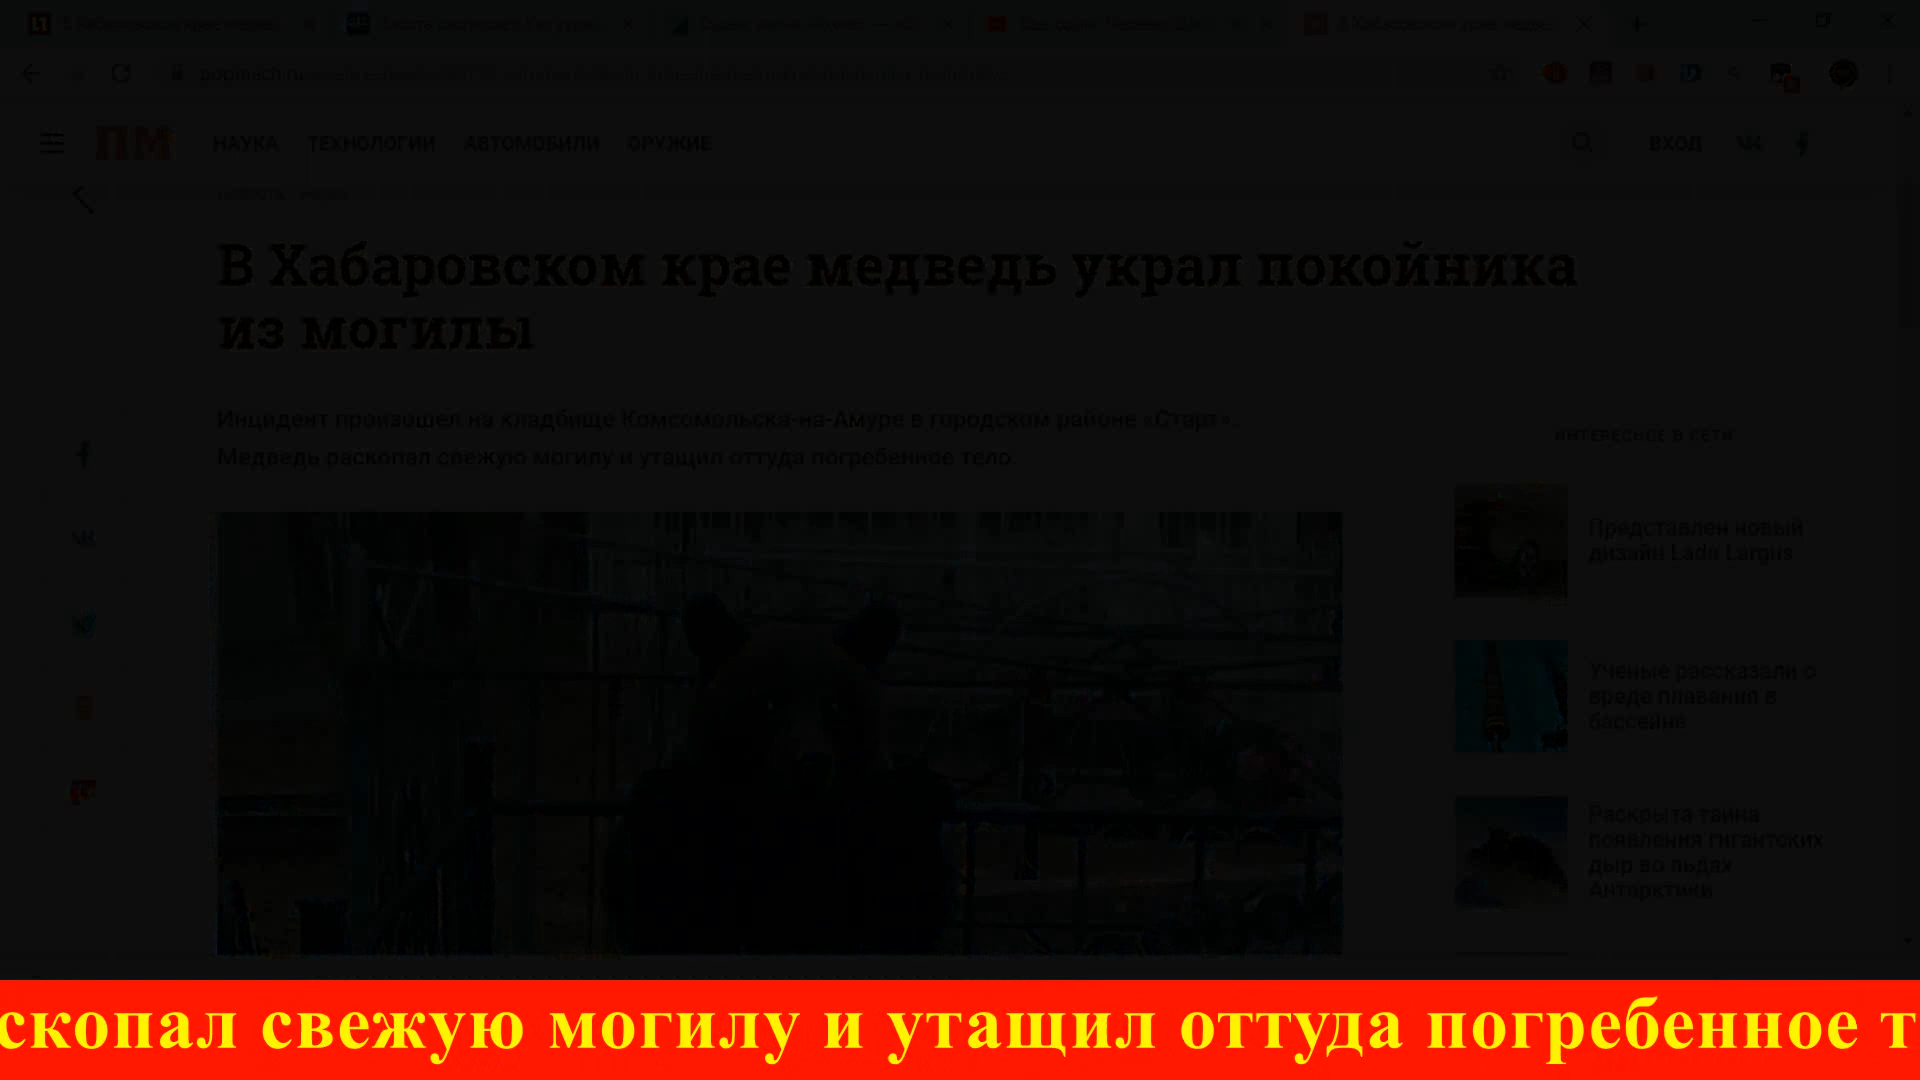 popmech.ru
ПМ
НАУКА ТЕХНОЛОГИИ АВТОМОБИЛИ ОРУЖИЕ
ВХОД
В Хабаровском крае медведь украл покойника
из могилы
Инцидент произошел на кладбище Комсомольска-на-Амуре в городском районе «Старт».
Медведь раскопал свежую могилу и утащил оттуда погребенное тело.
ИНТЕРЕСНОЕ В СЕТИ
Представлен новый
дизайн Lada Largus
Ученые рассказали о
вреде плавания в
бассейне
Раскрыта тайна
появления гигантских
дыр во льдах
Антарктики
скопал свежую могилу и утащил оттуда погребенное т